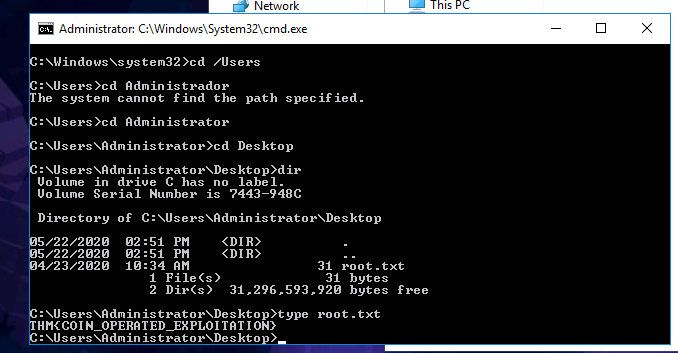 Network
This PC
Administrator: C:\Windows\System32\cmd.exe
C:\Windows\system32>cd /Users
C:\Users>cd Administrador
The system cannot find the path specified.
C:\Users>cd Administrator
C:\Users\Administrator>cd Desktop
C:\Users\Administrator\Desktop>dir
 Volume in drive C has no label.
 Volume Serial Number is 7443-948C
 Directory of C:\Users\Administrator\Desktop
05/22/2020  02:51 PM    <DIR>          .
05/22/2020  02:51 PM    <DIR>          ..
04/23/2020  10:34 AM                31 root.txt
               1 File(s)             31 bytes
               2 Dir(s)  31,296,593,920 bytes free
C:\Users\Administrator\Desktop>type root.txt
THM{COIN_OPERATED_EXPLOITATION}
C:\Users\Administrator\Desktop>